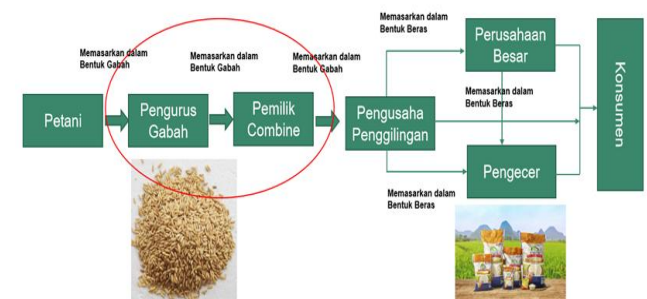 Memasarkan dalam
Bentuk Gabah
Memasarkan dalam
Bentuk Gabah
Memasarkan dalam
Bentuk Gabah
Memasarkan dalam
Bentuk Beras
Memasarkan dalam
Bentuk Beras
Memasarkan dalam
Bentuk Beras
Petani
Pengurus
Gabah
Pemilik
Combine
Pengusaha
Penggilingan
Perusahaan
Besar
Pengecer
Konsumen